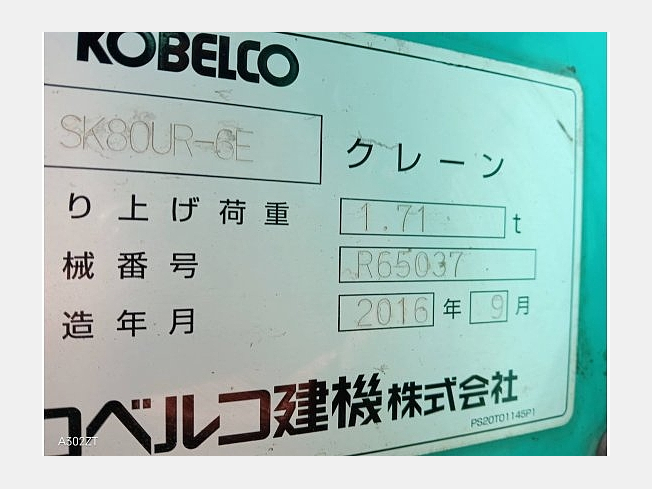 KOBELCO
SK80UR-6E クレーン
り上げ荷重 1.71 t
械番号 R65037
造年月 2016 年 9 月
コベルコ建機株式会社
PS20T01145P1
A302ZT